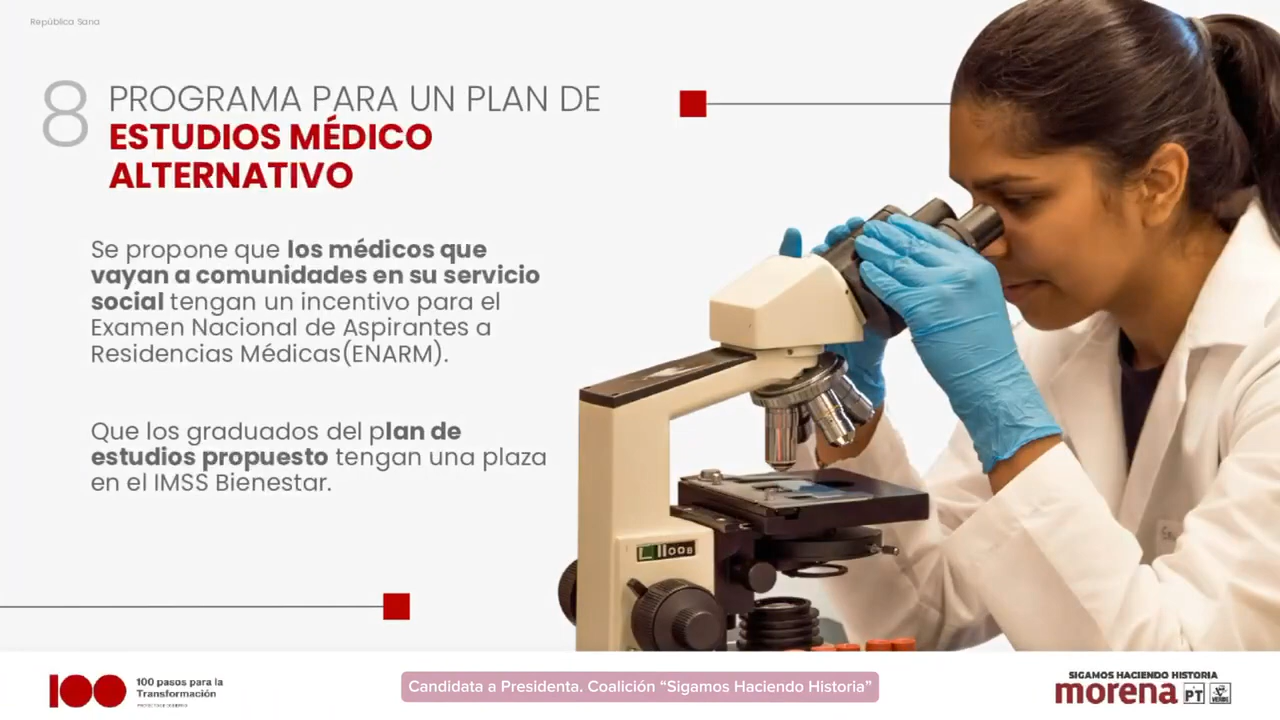 República Sana
8 PROGRAMA PARA UN PLAN DE
ESTUDIOS MÉDICO
ALTERNATIVO
Se propone que los médicos que
vayan a comunidades en su servicio
social tengan un incentivo para el
Examen Nacional de Aspirantes a
Residencias Médicas(ENARM).
Que los graduados del plan de
estudios propuesto tengan una plaza
en el IMSS Bienestar.
100 100 pasos para la
Transformación
Candidata a Presidenta. Coalición “Sigamos Haciendo Historia”
SIGAMOS HACIENDO HISTORIA
morena PT VERDE